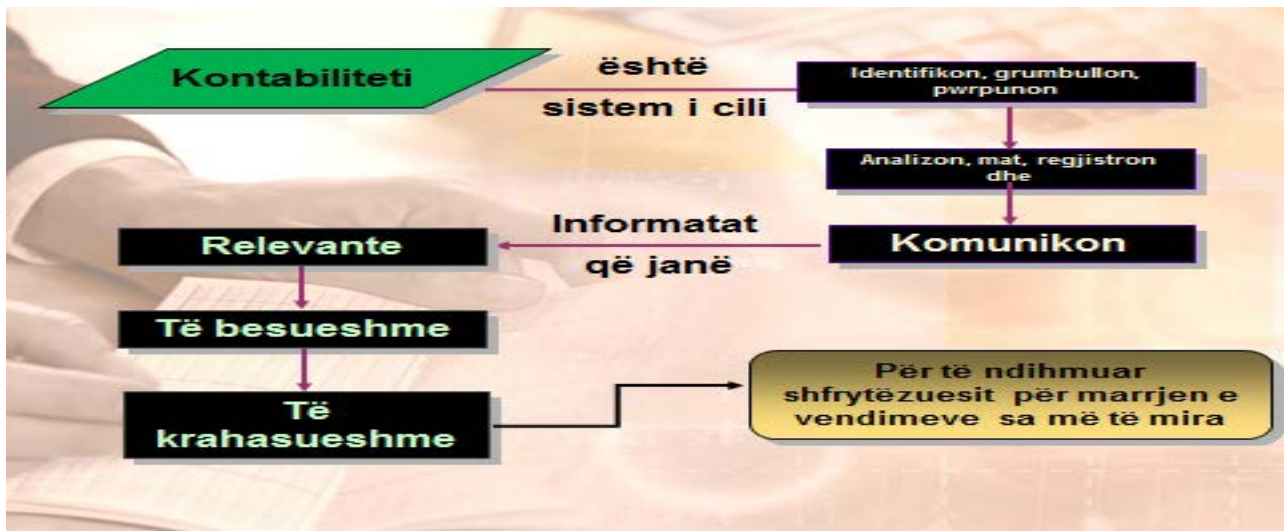 Kontabiliteti
është
sistem i cili
Identifikon, grumbullon,
pwrpunon
Analizon, mat, regjistron
dhe
Komunikon
Informatat
që janë
Relevante
Të besueshme
Të
krahasueshme
Për të ndihmuar
shfrytëzuesit për marrjen e
vendimeve sa më të mira